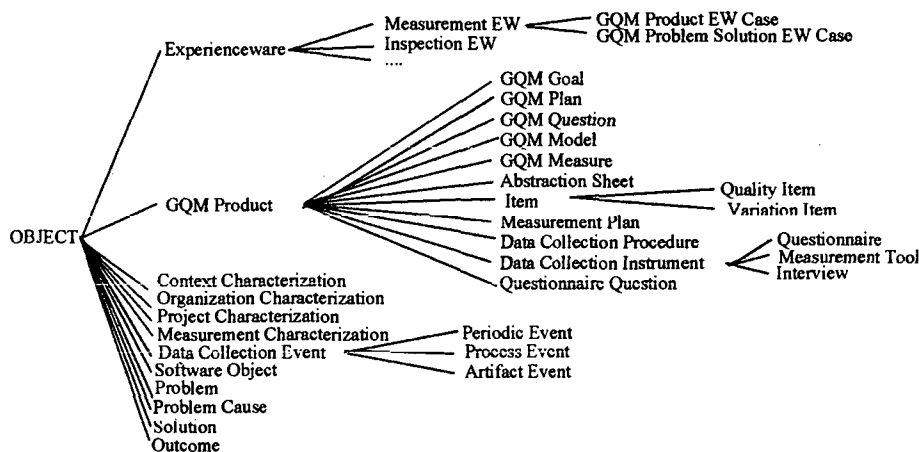 OBJECT
Experienceware
Measurement EW
Inspection EW
....
GQM Product EW Case
GQM Problem Solution EW Case
GQM Product
GQM Goal
GQM Plan
GQM Question
GQM Model
GQM Measure
Abstraction Sheet
Item
Quality Item
Variation Item
Measurement Plan
Data Collection Procedure
Data Collection Instrument
Questionnaire
Measurement Tool
Interview
Questionnaire Question
Context Characterization
Organization Characterization
Project Characterization
Measurement Characterization
Data Collection Event
Periodic Event
Process Event
Artifact Event
Software Object
Problem
Problem Cause
Solution
Outcome